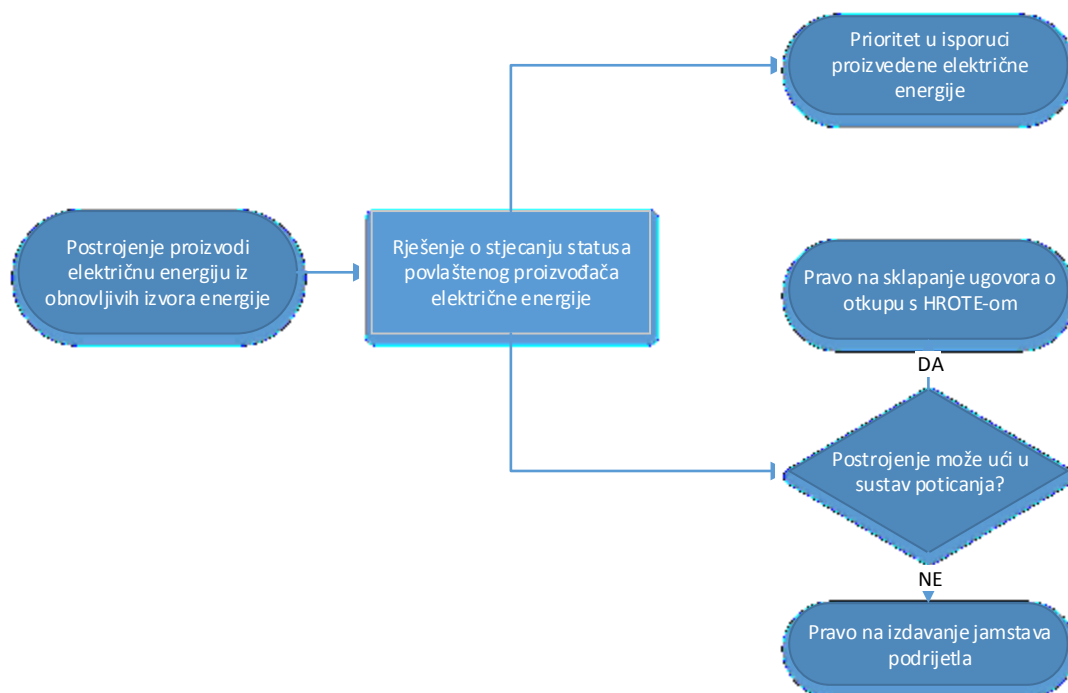 Prioritet u isporuci
proizvedene električne
energije
Postrojenje proizvodi
električnu energiju iz
obnovljivih izvora energije
Rješenje o stjecanju statusa
povlaštenog proizvođača
električne energije
Pravo na sklapanje ugovora o
otkupu s HROTE-om
DA
Postrojenje može ući u
sustav poticanja?
NE
Pravo na izdavanje jamstava
podrijetla